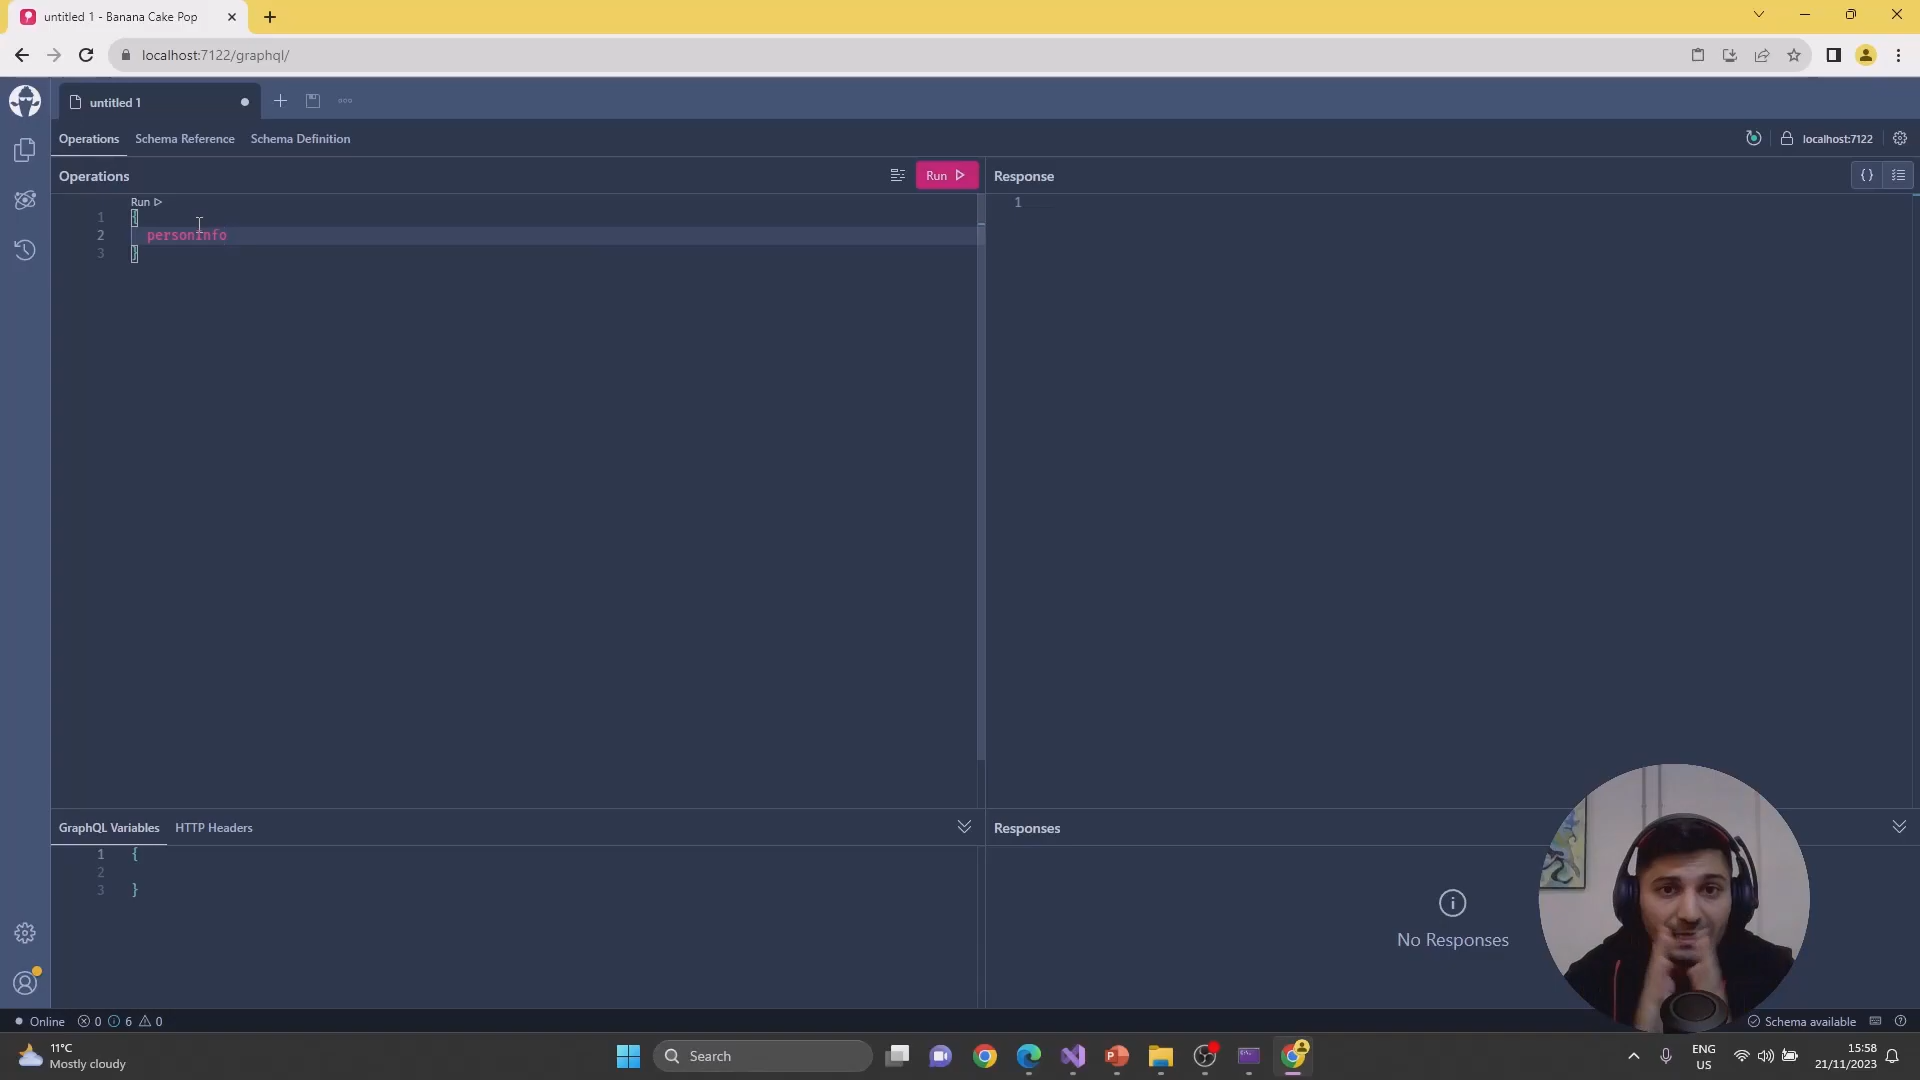 untitled 1 - Banana Cake Pop
localhost:7122/graphql/
untitled 1
Operations Schema Reference Schema Definition
localhost:7122
Operations
Run
Response
Run
1 {
2 personInfo
3 }
1
GraphQL Variables HTTP Headers
1 {
2
3 }
Responses
No Responses
Online 0 6 0
Schema available
11°C
Mostly cloudy
Search
ENG
US
15:58
21/11/2023